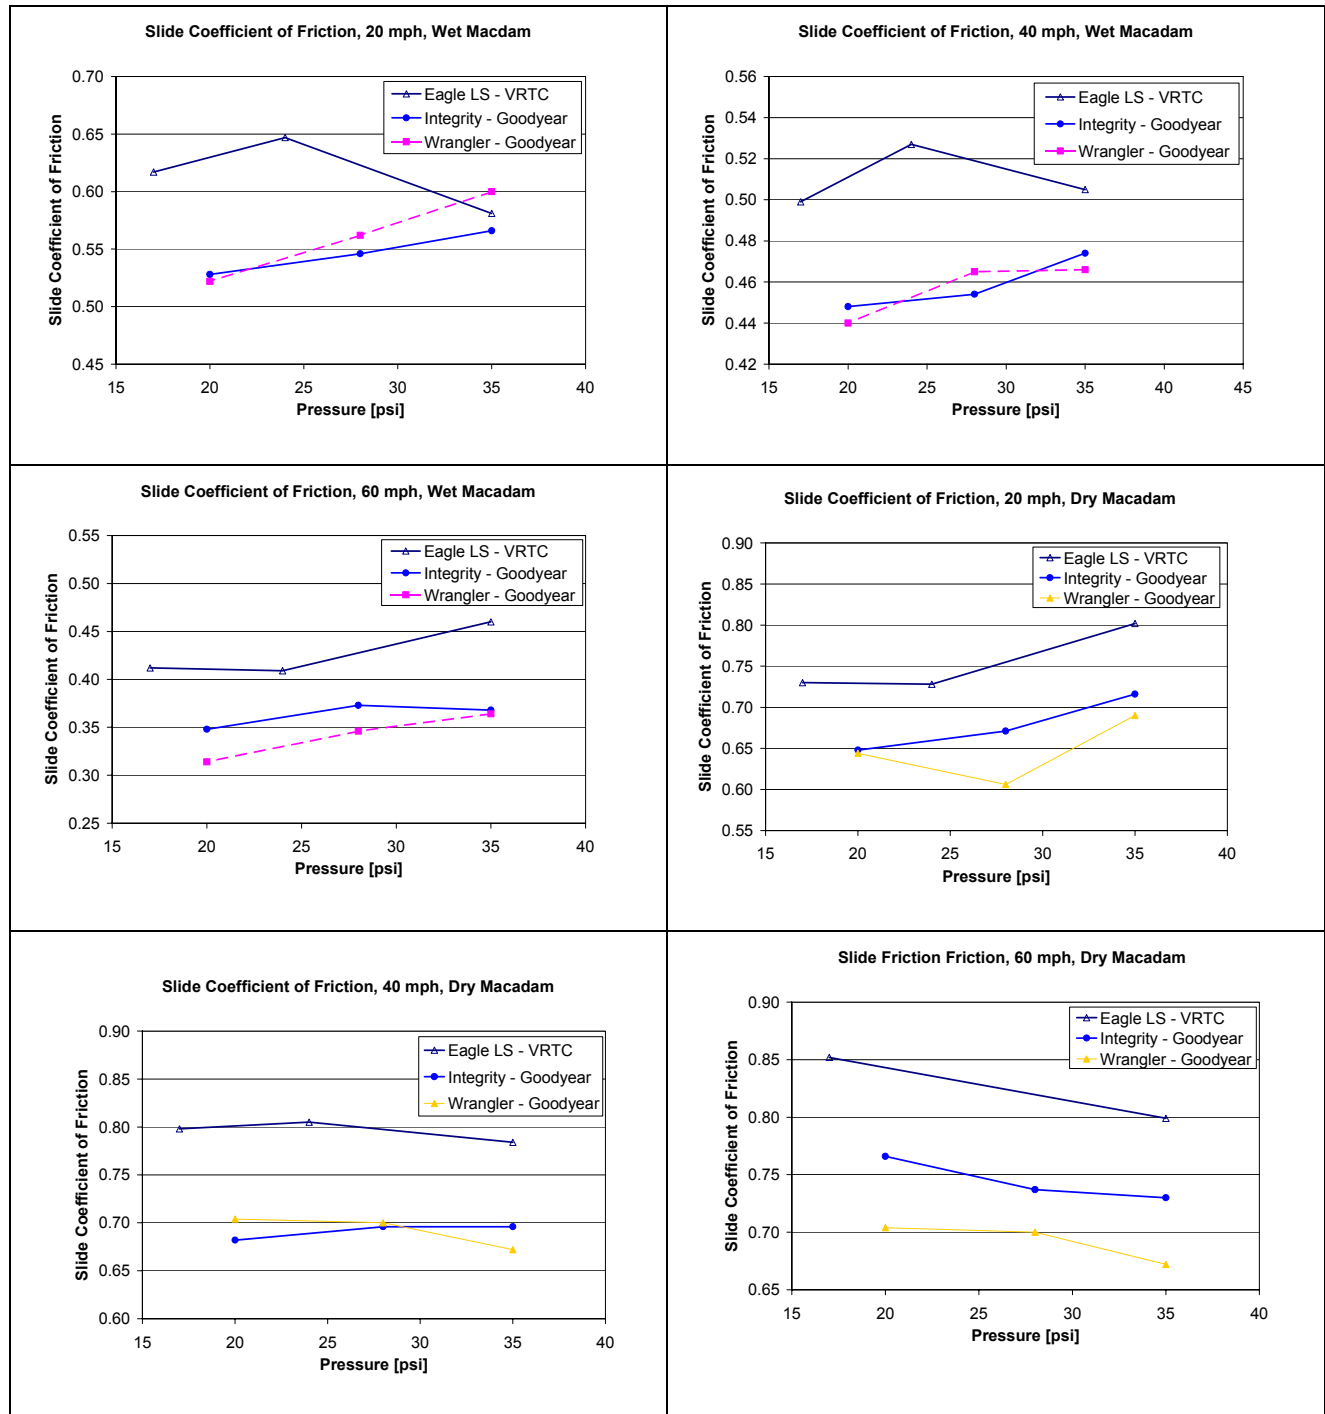 Slide Coefficient of Friction, 20 mph, Wet Macdam
Slide Coefficient of Friction
0.70
0.65
0.60
0.55
0.50
0.45
15 20 25 30 35 40
Pressure [psi]
Eagle LS - VRTC
Integrity - Goodyear
Wrangler - Goodyear
Slide Coefficient of Friction, 40 mph, Wet Macadam
Slide Coefficient of Friction
0.56
0.54
0.52
0.50
0.48
0.46
0.44
0.42
15 20 25 30 35 40 45
Pressure [psi]
Eagle LS - VRTC
Integrity - Goodyear
Wrangler - Goodyear
Slide Coefficient of Friction, 60 mph, Wet Macadam
Slide Coefficient of Friction
0.55
0.50
0.45
0.40
0.35
0.30
0.25
15 20 25 30 35 40
Pressure [psi]
Eagle LS - VRTC
Integrity - Goodyear
Wrangler - Goodyear
Slide Coefficient of Friction, 20 mph, Dry Macadam
Slide Coefficient of Friction
0.90
0.85
0.80
0.75
0.70
0.65
0.60
0.55
15 20 25 30 35 40
Pressure [psi]
Eagle LS - VRTC
Integrity - Goodyear
Wrangler - Goodyear
Slide Coefficient of Friction, 40 mph, Dry Macadam
Slide Coefficient of Friction
0.90
0.85
0.80
0.75
0.70
0.65
0.60
15 20 25 30 35 40
Pressure [psi]
Eagle LS - VRTC
Integrity - Goodyear
Wrangler - Goodyear
Slide Friction Friction, 60 mph, Dry Macadam
Slide Coefficient of Friction
0.90
0.85
0.80
0.75
0.70
0.65
15 20 25 30 35 40
Pressure [psi]
Eagle LS - VRTC
Integrity - Goodyear
Wrangler - Goodyear